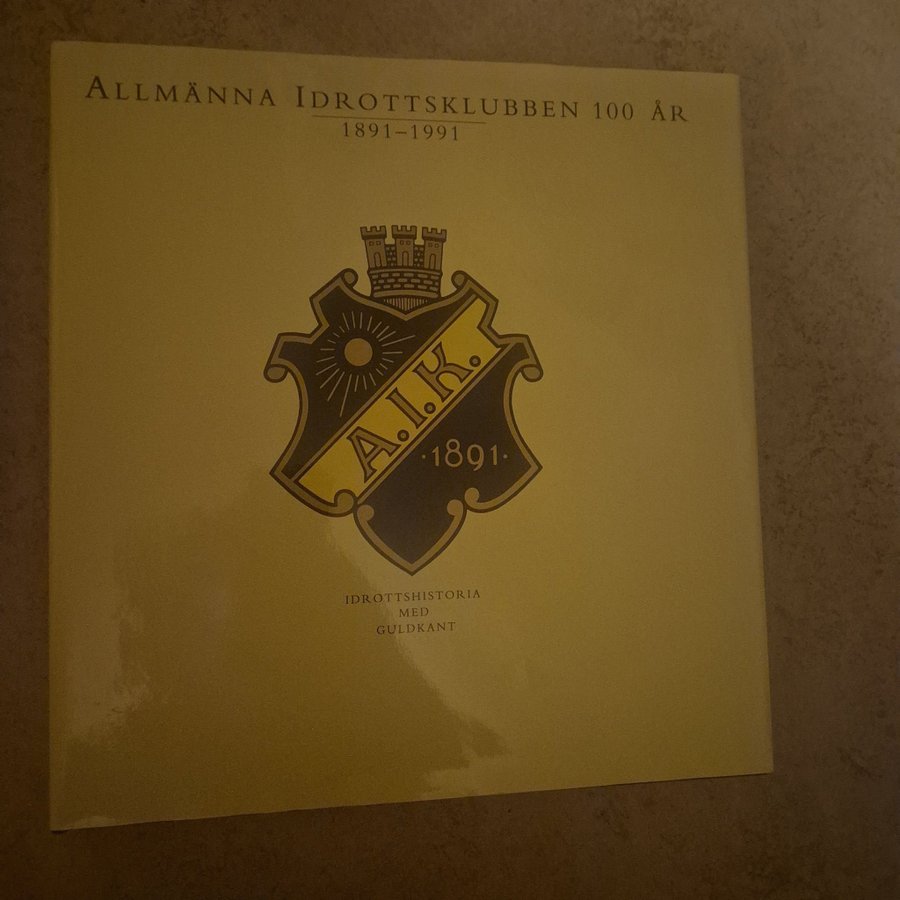 ALLMÄNNA IDROTTSKLUBBEN 100 ÅR
1891–1991
A.I.K.
·1891·
IDROTTSHISTORIA
MED
GULDKANT